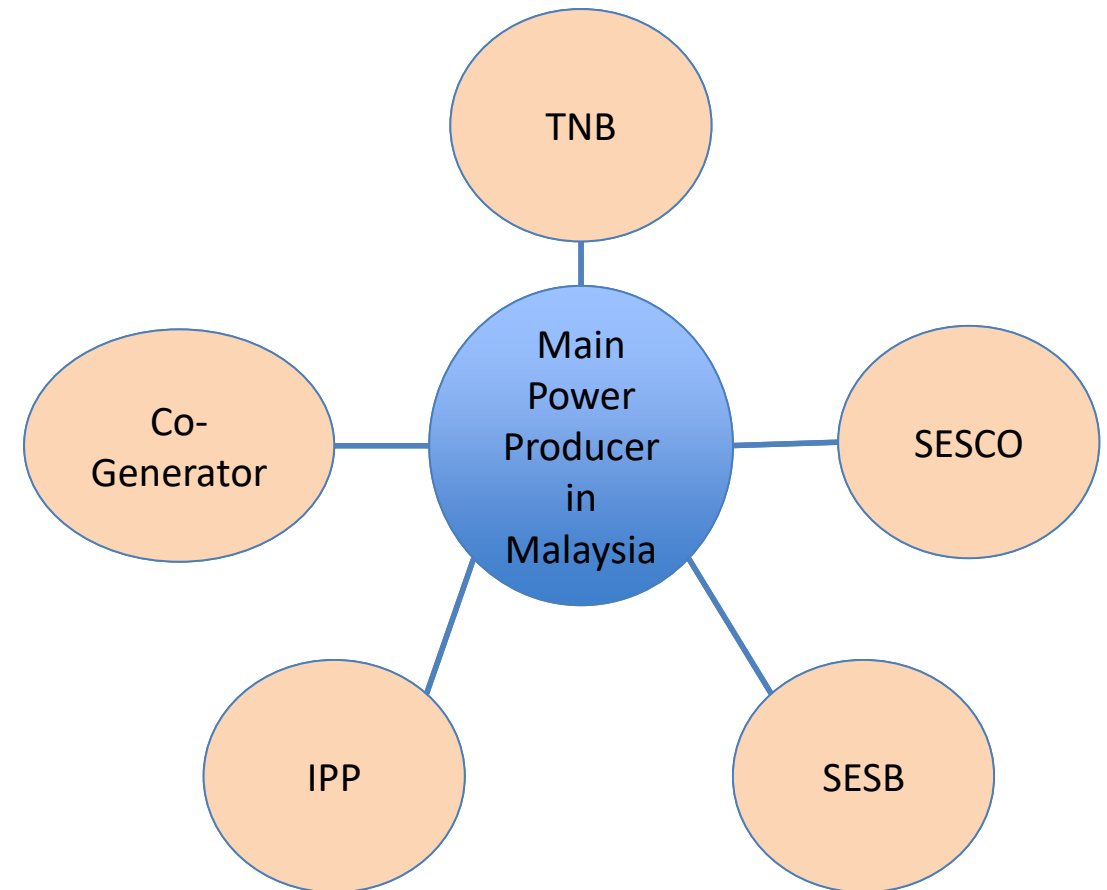 TNB
Main
Power
Producer
in
Malaysia
Co-
Generator
SESCO
IPP
SESB